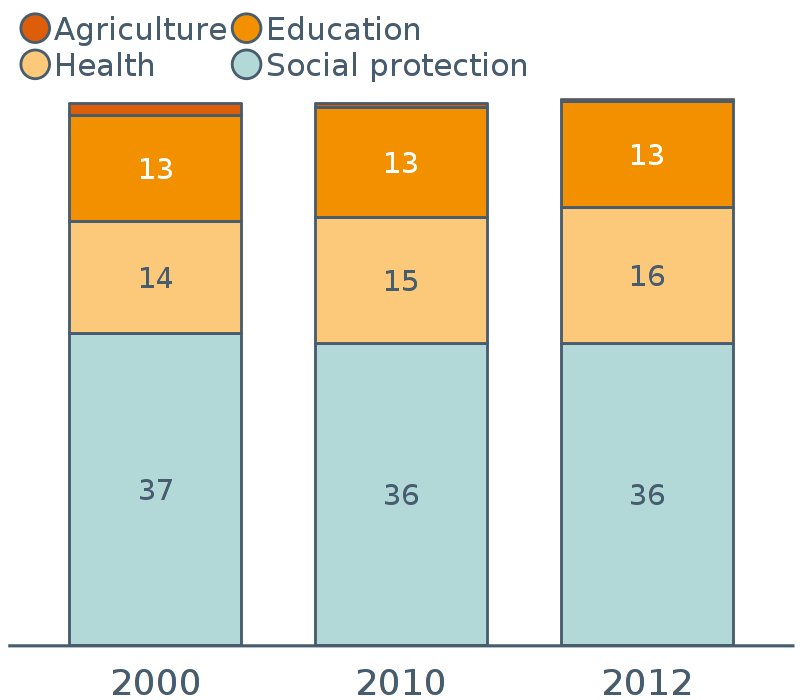 Agriculture Education
Health Social protection
13 13 13
14 15 16
37 36 36
2000 2010 2012